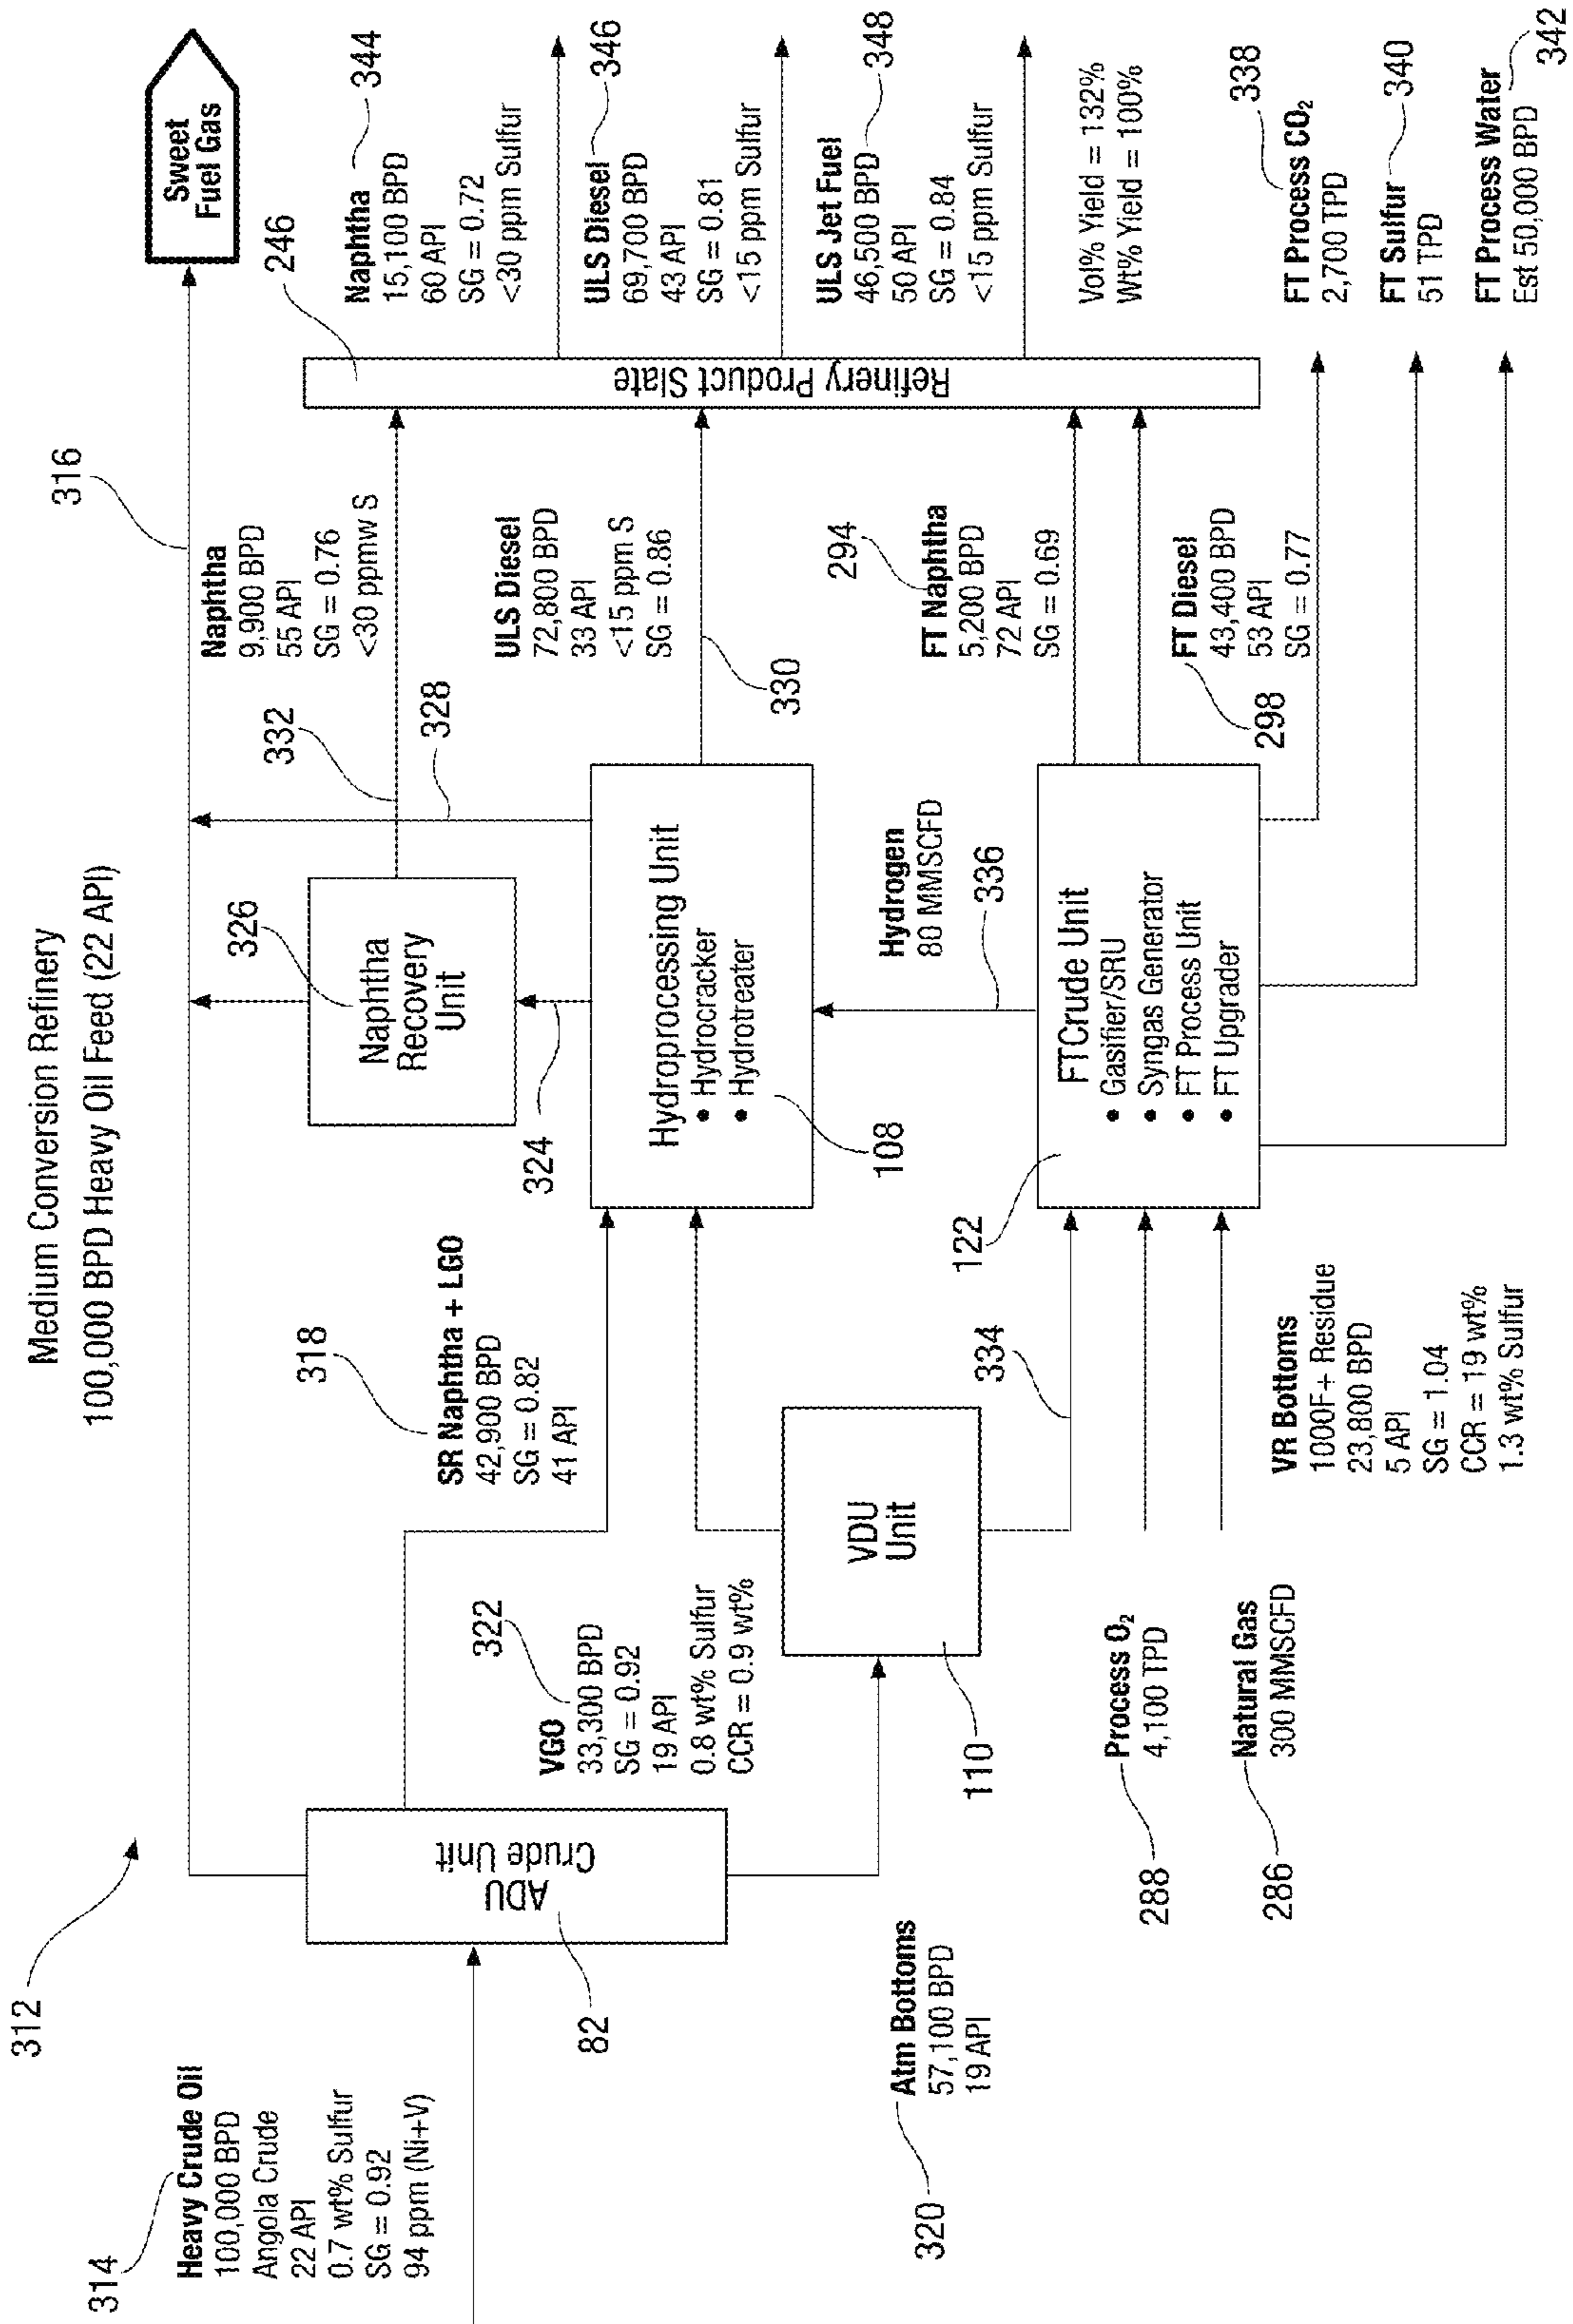 Medium Conversion Refinery
100,000 BPD Heavy Oil Feed (22 API)
312
314
Heavy Crude Oil
100,000 BPD
Angola Crude
22 API
0.7 wt% Sulfur
SG = 0.92
94 ppm (Ni+V)
ADU
Crude Unit
82
320
Atm Bottoms
57,100 BPD
19 API
318
SR Naphtha + LGO
42,900 BPD
SG = 0.82
41 API
322
VGO
33,300 BPD
SG = 0.92
19 API
0.8 wt% Sulfur
CCR = 0.9 wt%
VDU
Unit
110
334
288
Process O₂
4,100 TPD
286
Natural Gas
300 MMSCFD
VR Bottoms
1000F+ Residue
23,800 BPD
5 API
SG = 1.04
CCR = 19 wt%
1.3 wt% Sulfur
326
Naphtha
Recovery
Unit
324
Hydroprocessing Unit
• Hydrocracker
• Hydrotreater
108
Hydrogen
80 MMSCFD
336
FTCrude Unit
• Gasifier/SRU
• Syngas Generator
• FT Process Unit
• FT Upgrader
122
316
332
328
Naphtha
9,900 BPD
55 API
SG = 0.76
<30 ppmw S
ULS Diesel
72,800 BPD
33 API
<15 ppm S
SG = 0.86
330
294
FT Naphtha
5,200 BPD
72 API
SG = 0.69
FT Diesel
43,400 BPD
53 API
SG = 0.77
298
Refinery Product Slate
246
Sweet
Fuel Gas
Naphtha
344
15,100 BPD
60 API
SG = 0.72
<30 ppm Sulfur
ULS Diesel
346
69,700 BPD
43 API
SG = 0.81
<15 ppm Sulfur
ULS Jet Fuel
46,500 BPD
348
50 API
SG = 0.84
<15 ppm Sulfur
Vol% Yield = 132%
Wt% Yield = 100%
FT Process CO₂
338
2,700 TPD
FT Sulfur
340
51 TPD
FT Process Water
Est 50,000 BPD
342